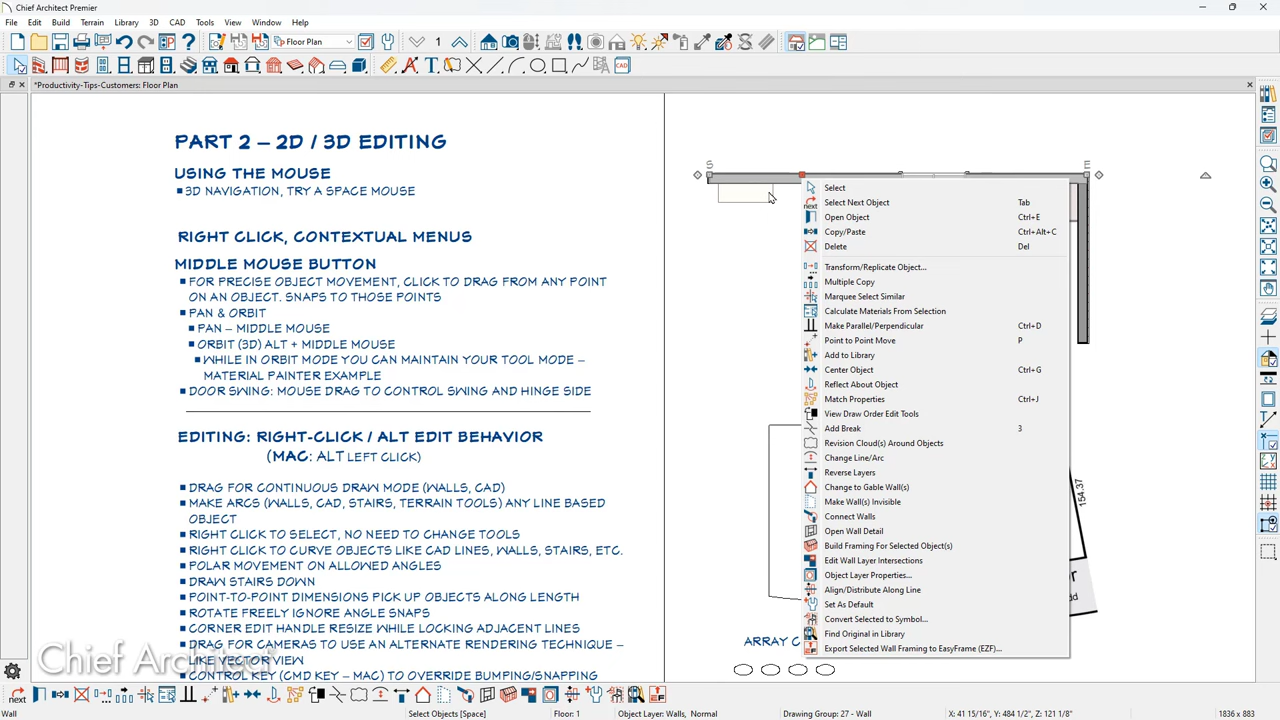 Chief Architect Premier
File Edit Build Terrain Library 3D CAD Tools View Window Help
Floor Plan 1
*Productivity-Tips-Customers: Floor Plan
PART 2 – 2D / 3D EDITING
USING THE MOUSE
■ 3D NAVIGATION, TRY A SPACE MOUSE
RIGHT CLICK, CONTEXTUAL MENUS
MIDDLE MOUSE BUTTON
■ FOR PRECISE OBJECT MOVEMENT, CLICK TO DRAG FROM ANY POINT
ON AN OBJECT. SNAPS TO THOSE POINTS
■ PAN & ORBIT
■ PAN – MIDDLE MOUSE
■ ORBIT (3D) ALT + MIDDLE MOUSE
■ WHILE IN ORBIT MODE YOU CAN MAINTAIN YOUR TOOL MODE –
MATERIAL PAINTER EXAMPLE
■ DOOR SWING: MOUSE DRAG TO CONTROL SWING AND HINGE SIDE
EDITING: RIGHT-CLICK / ALT EDIT BEHAVIOR
(MAC: ALT LEFT CLICK)
■ DRAG FOR CONTINUOUS DRAW MODE (WALLS, CAD)
■ MAKE ARCS (WALLS, CAD, STAIRS, TERRAIN TOOLS) ANY LINE BASED
OBJECT
■ RIGHT CLICK TO SELECT, NO NEED TO CHANGE TOOLS
■ RIGHT CLICK TO CURVE OBJECTS LIKE CAD LINES, WALLS, STAIRS, ETC.
■ POLAR MOVEMENT ON ALLOWED ANGLES
■ DRAW STAIRS DOWN
■ POINT-TO-POINT DIMENSIONS PICK UP OBJECTS ALONG LENGTH
■ ROTATE FREELY IGNORE ANGLE SNAPS
■ CORNER EDIT HANDLE RESIZE WHILE LOCKING ADJACENT LINES
■ DRAG FOR CAMERAS TO USE AN ALTERNATE RENDERING TECHNIQUE –
LIKE VECTOR VIEW
■ CONTROL KEY (CMD KEY – MAC) TO OVERRIDE BUMPING/SNAPPING
Chief Architect
S E
Select
Select Next Object Tab
Open Object Ctrl+E
Copy/Paste Ctrl+Alt+C
Delete Del
Transform/Replicate Object...
Multiple Copy
Marquee Select Similar
Calculate Materials From Selection
Make Parallel/Perpendicular Ctrl+D
Point to Point Move P
Add to Library
Center Object Ctrl+G
Reflect About Object
Match Properties Ctrl+J
View Draw Order Edit Tools
Add Break 3
Revision Cloud(s) Around Objects
Change Line/Arc
Reverse Layers
Change to Gable Wall(s)
Make Wall(s) Invisible
Connect Walls
Open Wall Detail
Build Framing For Selected Object(s)
Edit Wall Layer Intersections
Object Layer Properties...
Align/Distribute Along Line
Set As Default
Convert Selected to Symbol...
Find Original in Library
Export Selected Wall Framing to EasyFrame (EZF)...
154.37
ARRAY
Wall Select Objects [Space] Floor: 1 Object Layer: Walls, Normal Drawing Group: 27 - Wall X: 41 15/16", Y: 484 1/2", Z: 121 1/8" 1836 x 883